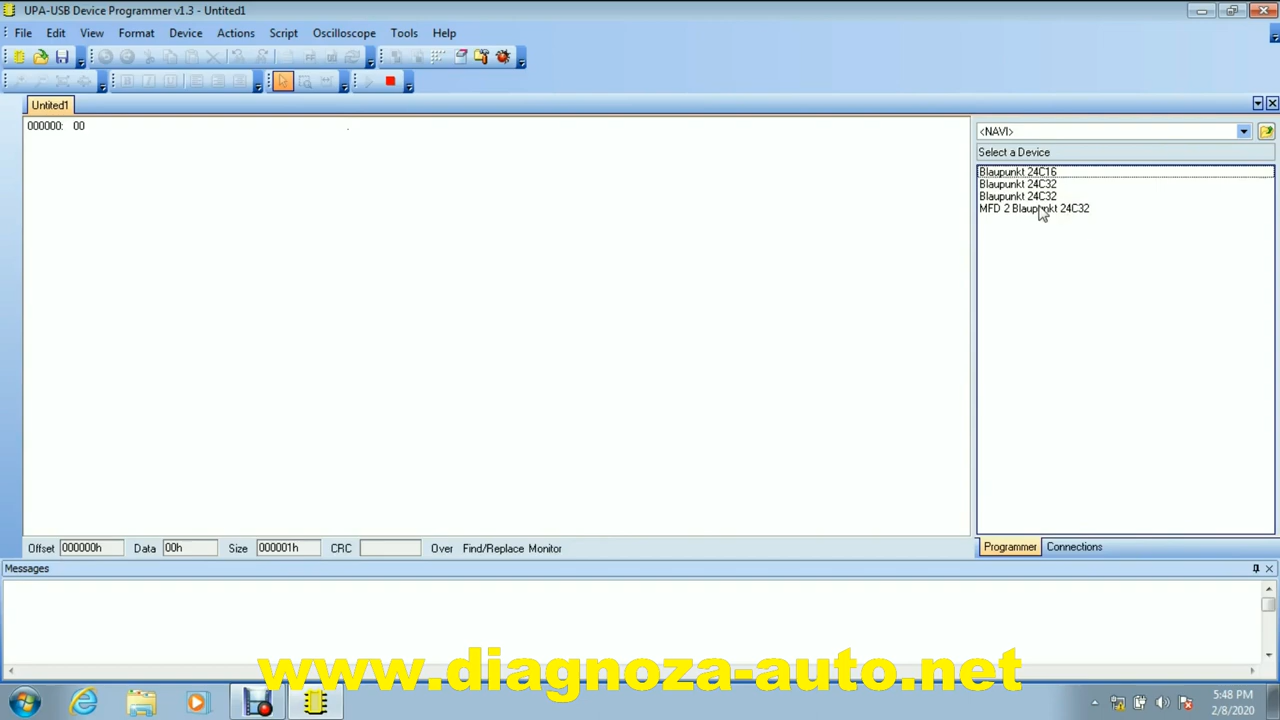 UPA-USB Device Programmer v1.3 - Untited1
File Edit View Format Device Actions Script Oscilloscope Tools Help
Untited1
000000: 00 .
<NAVI>
Select a Device
Blaupunkt 24C16
Blaupunkt 24C32
Blaupunkt 24C32
MFD 2 Blaupunkt 24C32
Offset 000000h Data 00h Size 000001h CRC Over Find/Replace Monitor
Programmer Connections
Messages
www.diagnoza-auto.net
5:48 PM
2/8/2020